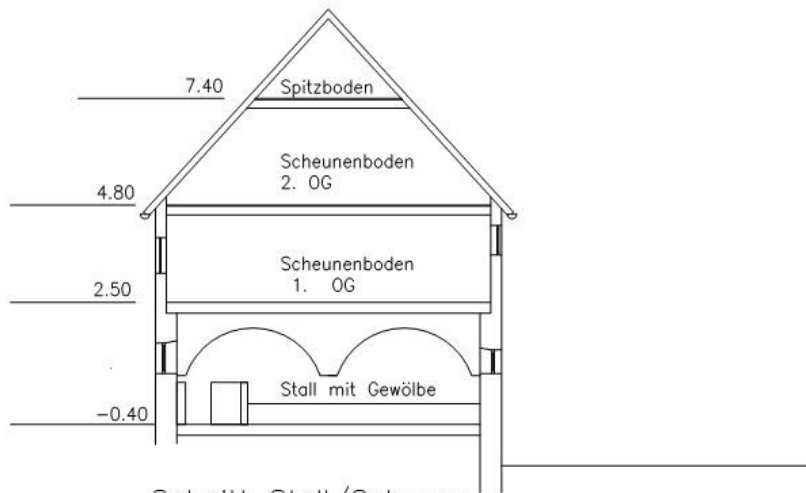 7.40
Spitzboden
Scheunenboden
2. OG
4.80
Scheunenboden
1. OG
2.50
Stall mit Gewölbe
-0.40